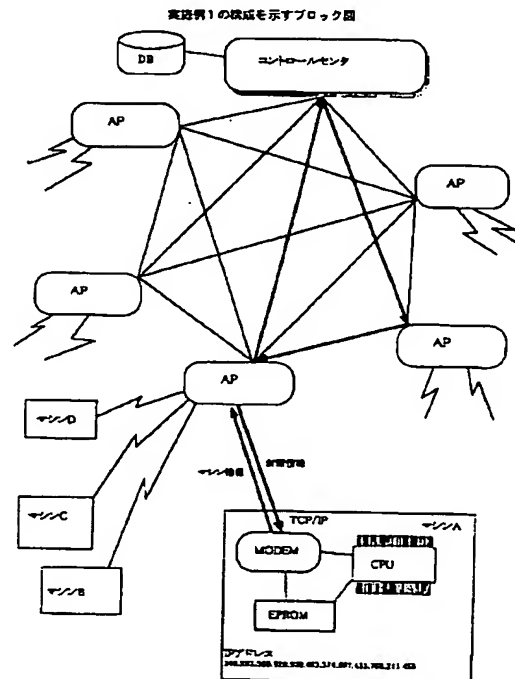 実施例1の構成を示すブロック図
DB
コントロールセンタ
AP
AP
AP
AP
AP
マシンD
マシンC
マシンB
マシン情報
TCP/IP
マシンA
MODEM
CPU
EPROM
IPアドレス